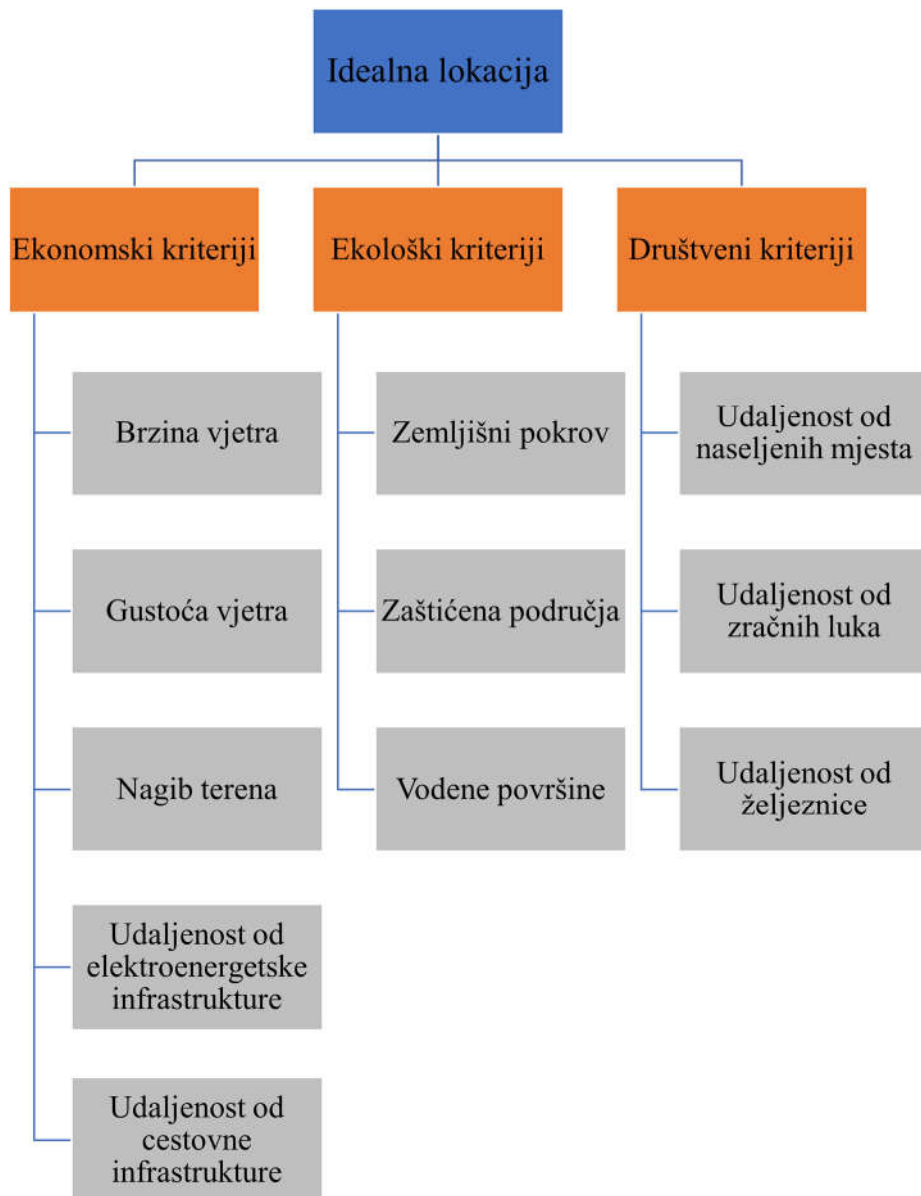 Idealna lokacija
Ekonomski kriteriji
Brzina vjetra
Gustoća vjetra
Nagib terena
Udaljenost od
elektroenergetske
infrastrukture
Udaljenost od
cestovne
infrastrukture
Ekološki kriteriji
Zemljišni pokrov
Zaštićena područja
Vodene površine
Društveni kriteriji
Udaljenost od
naseljenih mjesta
Udaljenost od
zračnih luka
Udaljenost od
željeznice